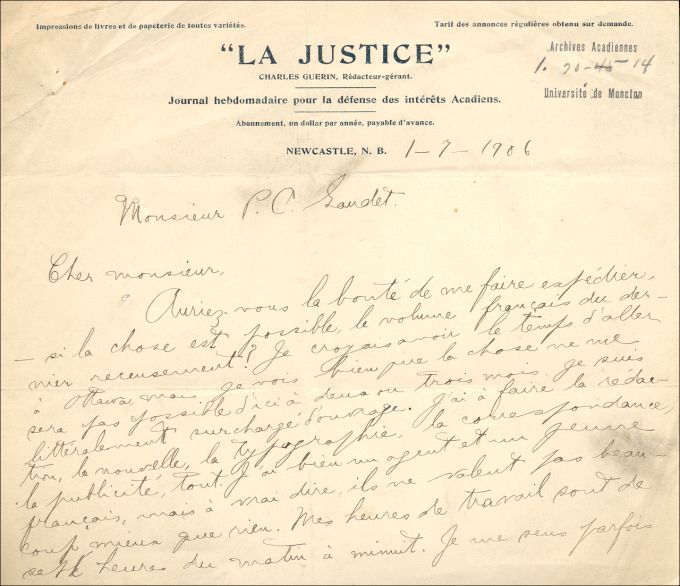 Impressions de livres et de papeterie de toutes variétés.
Tarif des annonces régulières obtenu sur demande.
"LA JUSTICE"
CHARLES GUERIN, Rédacteur-gérant.
Journal hebdomadaire pour la défense des intérêts Acadiens.
Abonnement, un dollar par année, payable d'avance.
Archives Acadiennes
1. 20-45-14
Université de Moncton
NEWCASTLE, N. B. 1-7-1906
Monsieur P. C. Gaudet.
Cher monsieur,
Auriez-vous la bonté de me faire expédier,
— si la chose est possible, le volume français du der-
nier recensement? Je croyais avoir le temps d'aller
à Ottawa mais je vois bien que la chose ne me
sera pas possible d'ici à deux ou trois mois. Je suis
littéralement surchargé d'ouvrage. J'ai à faire la rédac-
tion, la nouvelle, la typographie, la correspondance,
la publicité, tout. J'ai bien un agent et un jeune
français, mais à vrai dire, ils ne valent pas beau-
coup mieux que rien. Mes heures de travail sont de
sept heures du matin à minuit. Je me sens parfois